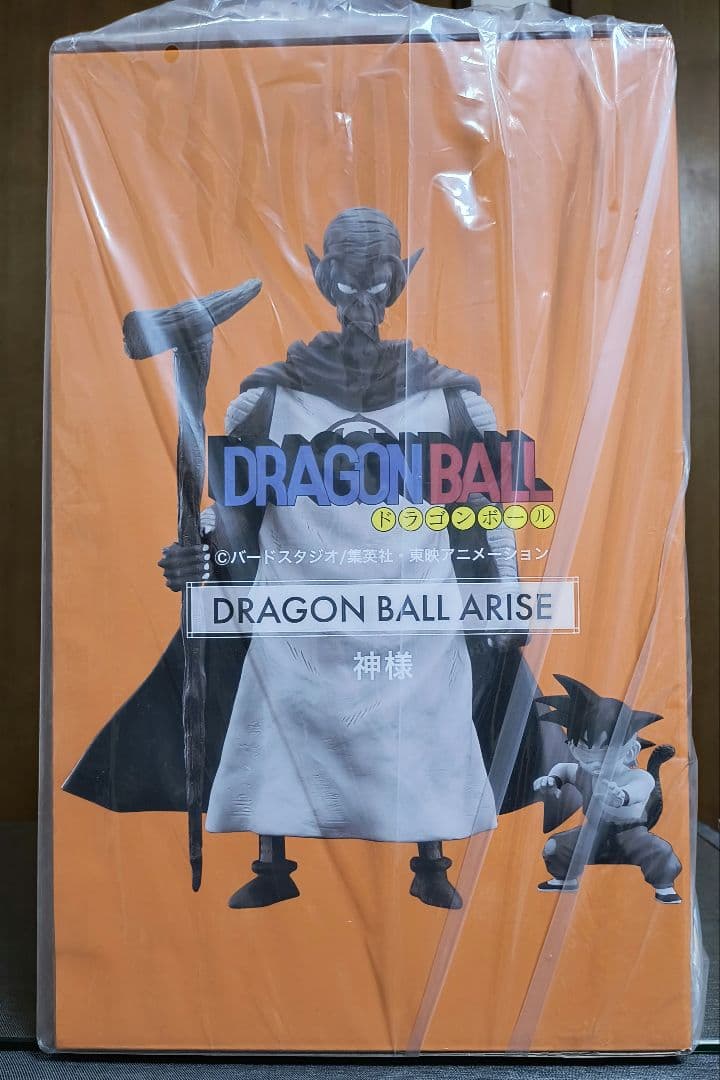 DRAGON BALL
ドラゴンボール
©バードスタジオ/集英社・東映アニメーション
DRAGON BALL ARISE
神様